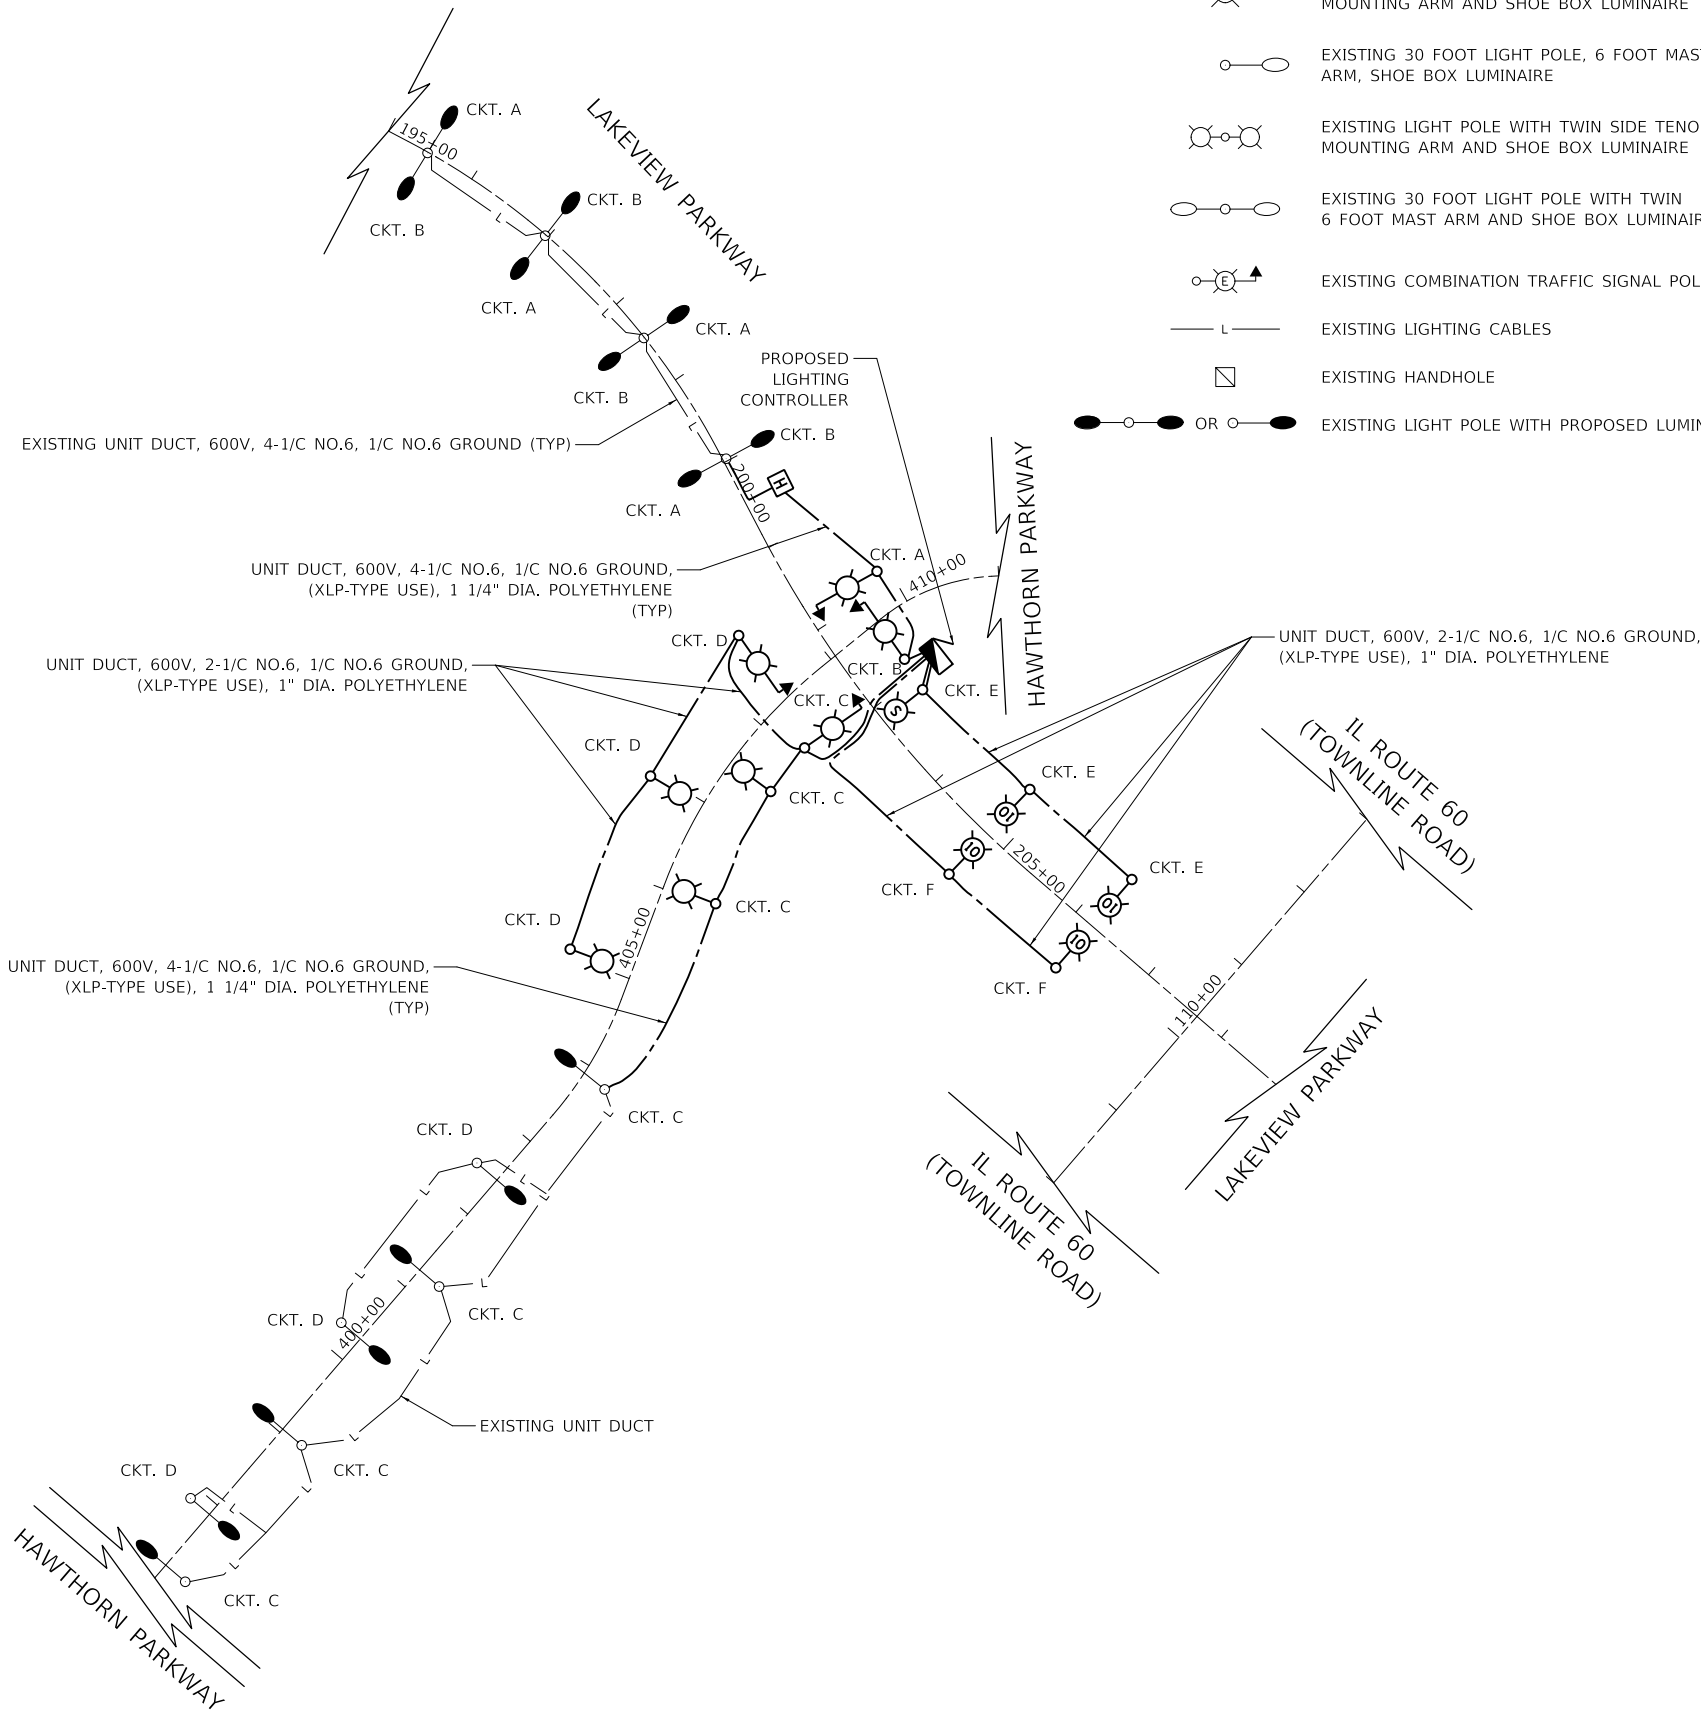 MOUNTING ARM AND SHOE BOX LUMINAIRE
EXISTING 30 FOOT LIGHT POLE, 6 FOOT MAS
ARM, SHOE BOX LUMINAIRE
EXISTING LIGHT POLE WITH TWIN SIDE TENO
MOUNTING ARM AND SHOE BOX LUMINAIRE
EXISTING 30 FOOT LIGHT POLE WITH TWIN
6 FOOT MAST ARM AND SHOE BOX LUMINAIR
E
EXISTING COMBINATION TRAFFIC SIGNAL POL
L
EXISTING LIGHTING CABLES
EXISTING HANDHOLE
OR
EXISTING LIGHT POLE WITH PROPOSED LUMIN
CKT. A
195+00
CKT. B
LAKEVIEW PARKWAY
CKT. B
L
CKT. A
L
CKT. A
CKT. B
PROPOSED
LIGHTING
CONTROLLER
L
EXISTING UNIT DUCT, 600V, 4-1/C NO.6, 1/C NO.6 GROUND (TYP)
CKT. B
200+00
H
CKT. A
HAWTHORN PARKWAY
UNIT DUCT, 600V, 4-1/C NO.6, 1/C NO.6 GROUND,
(XLP-TYPE USE), 1 1/4" DIA. POLYETHYLENE
(TYP)
CKT. A
410+00
CKT. D
CKT. B
UNIT DUCT, 600V, 2-1/C NO.6, 1/C NO.6 GROUND,
(XLP-TYPE USE), 1" DIA. POLYETHYLENE
UNIT DUCT, 600V, 2-1/C NO.6, 1/C NO.6 GROUND,
(XLP-TYPE USE), 1" DIA. POLYETHYLENE
CKT. C
CKT. E
S
CKT. D
CKT. C
CKT. E
10
10
205+00
CKT. E
10
10
CKT. F
CKT. F
IL ROUTE 60
(TOWNLINE ROAD)
CKT. C
CKT. D
405+00
UNIT DUCT, 600V, 4-1/C NO.6, 1/C NO.6 GROUND,
(XLP-TYPE USE), 1 1/4" DIA. POLYETHYLENE
(TYP)
110+00
LAKEVIEW PARKWAY
IL ROUTE 60
(TOWNLINE ROAD)
CKT. C
L
CKT. D
L
L
L
L
L
CKT. C
CKT. D
400+00
L
EXISTING UNIT DUCT
L
CKT. C
CKT. D
L
L
L
CKT. C
HAWTHORN PARKWAY